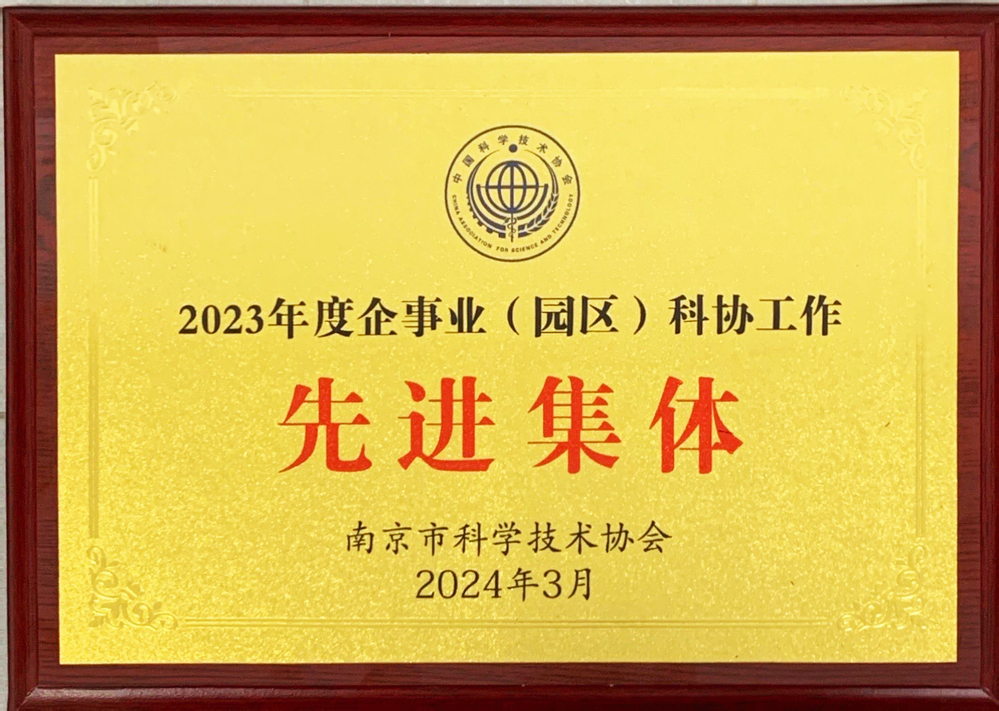 中国科学技术协会
CHINA ASSOCIATION FOR SCIENCE AND TECHNOLOGY
2023年度企事业（园区）科协工作
先进集体
南京市科学技术协会
2024年3月